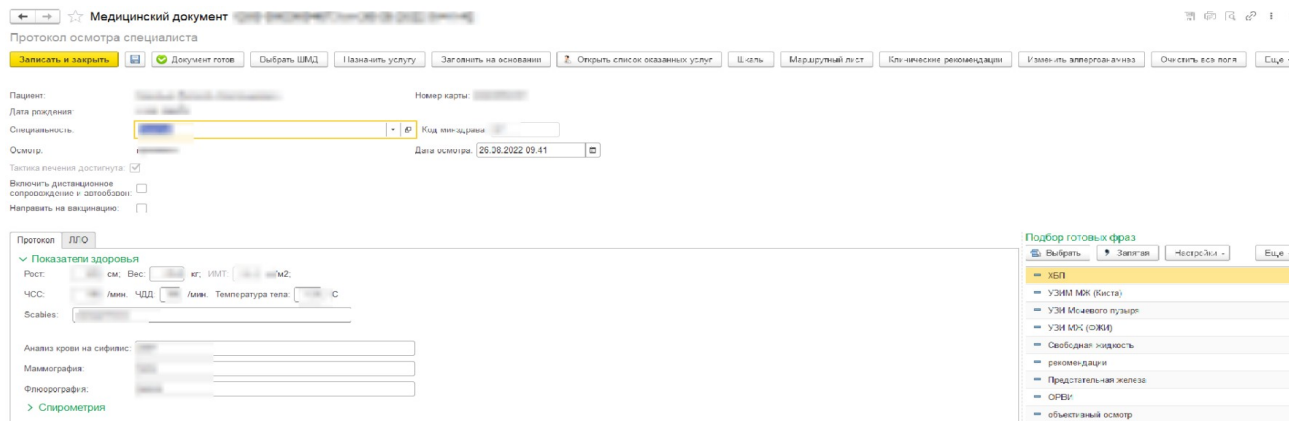 Медицинский документ
Протокол осмотра специалиста
Записать и закрыть Документ готов Выбрать ШМД Назначить услугу Заполнить на основании Открыть список оказанных услуг Шкалы Маршрутный лист Клинические рекомендации Изменить аллергоанамнез Очистить все поля Еще
Пациент: Номер карты:
Дата рождения:
Специальность: Код минздрава:
Осмотр: Дата осмотра: 26.08.2022 09:41
Тактика лечения достигнута:
Включить дистанционное
сопровождение и автообзвон:
Направить на вакцинацию:
Протокол ЛЛО
Показатели здоровья
Рост: см; Вес: кг; ИМТ: кг/м2;
ЧСС: /мин. ЧДД: /мин. Температура тела: С
Scabies:
Анализ крови на сифилис:
Маммография:
Флюорография:
Спирометрия
Подбор готовых фраз
Выбрать Запятая Настройки Еще
ХБП
УЗИМ МЖ (Киста)
УЗИ Мочевого пузыря
УЗИ МЖ (ФЖИ)
Свободная жидкость
рекомендации
Предстательная железа
ОРВИ
объективный осмотр